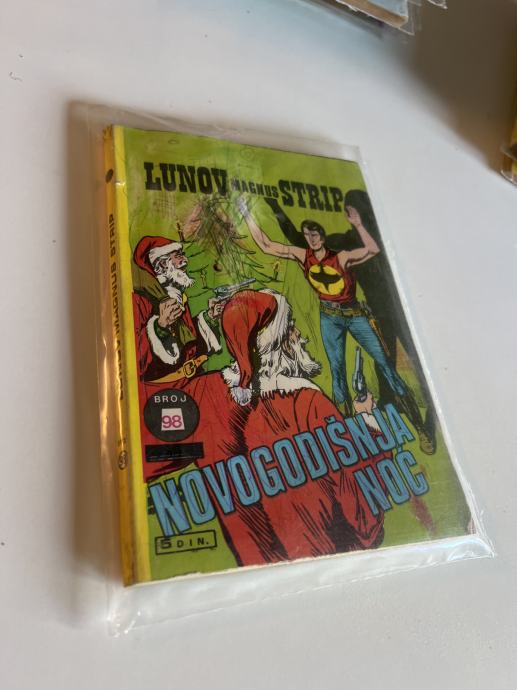 LUNOV MAGNUS STRIP
BROJ
98
NOVOGODIŠNJA
NOĆ
5 DIN.
LUNOV MAGNUS STRIP